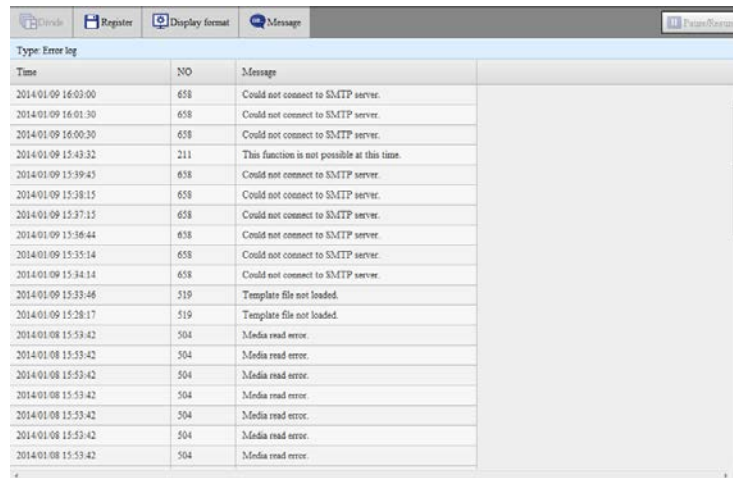 Divide Register Display format Message Pause/Resume
Type: Error log
Time NO Message
2014/01/09 16:03:00 658 Could not connect to SMTP server.
2014/01/09 16:01:30 658 Could not connect to SMTP server.
2014/01/09 16:00:30 658 Could not connect to SMTP server.
2014/01/09 15:43:32 211 This function is not possible at this time.
2014/01/09 15:39:45 658 Could not connect to SMTP server.
2014/01/09 15:38:15 658 Could not connect to SMTP server.
2014/01/09 15:37:15 658 Could not connect to SMTP server.
2014/01/09 15:36:44 658 Could not connect to SMTP server.
2014/01/09 15:35:14 658 Could not connect to SMTP server.
2014/01/09 15:34:14 658 Could not connect to SMTP server.
2014/01/09 15:33:46 519 Template file not loaded.
2014/01/09 15:28:17 519 Template file not loaded.
2014/01/08 15:53:42 504 Media read error.
2014/01/08 15:53:42 504 Media read error.
2014/01/08 15:53:42 504 Media read error.
2014/01/08 15:53:42 504 Media read error.
2014/01/08 15:53:42 504 Media read error.
2014/01/08 15:53:42 504 Media read error.
2014/01/08 15:53:42 504 Media read error.